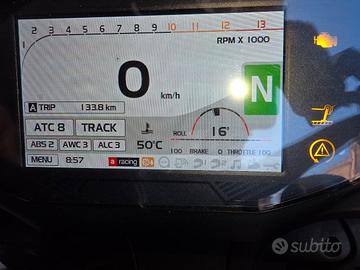 2 3 4 5 6 7 8 9 10 11 12 13
1
RPM X 1000
0 km/h
N
A TRIP 133.8 km
ATC 8 TRACK
ABS 2 AWC 3 ALC 3
50°C
ROLL 16°
100 BRAKE 0 THROTTLE 100
MENU 8:57 a racing
subito